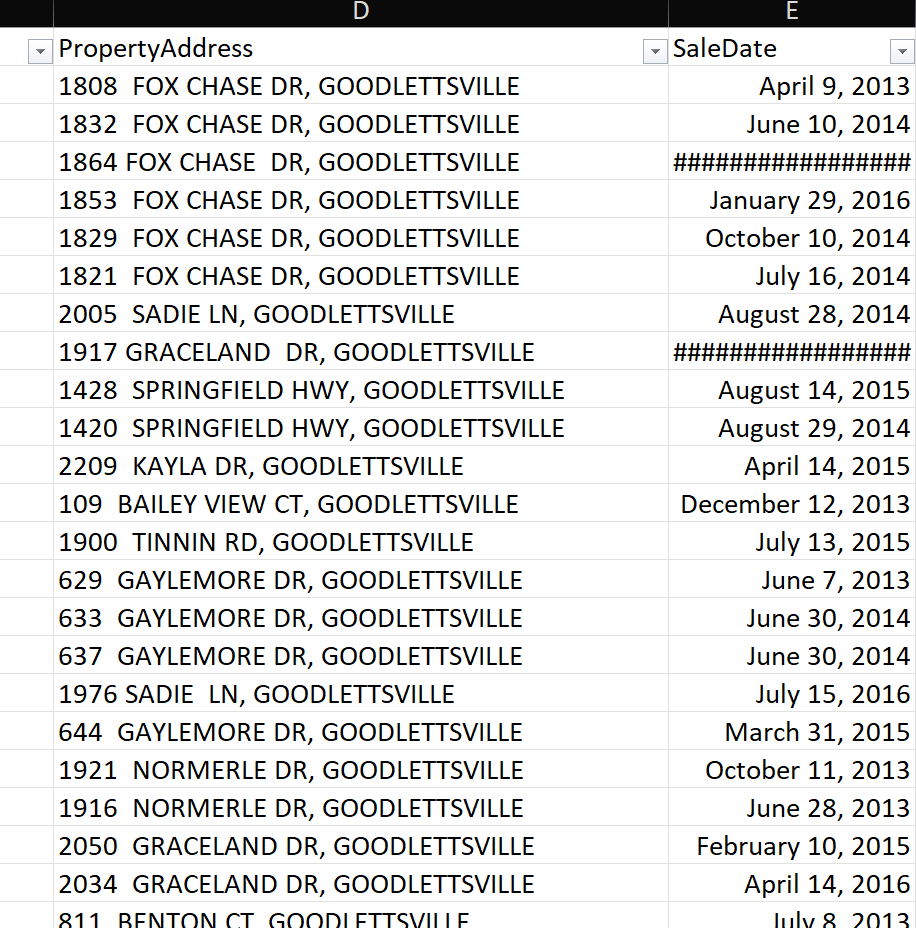 D E
PropertyAddress SaleDate
1808  FOX CHASE DR, GOODLETTSVILLE April 9, 2013
1832  FOX CHASE DR, GOODLETTSVILLE June 10, 2014
1864 FOX CHASE  DR, GOODLETTSVILLE #################
1853  FOX CHASE DR, GOODLETTSVILLE January 29, 2016
1829  FOX CHASE DR, GOODLETTSVILLE October 10, 2014
1821  FOX CHASE DR, GOODLETTSVILLE July 16, 2014
2005  SADIE LN, GOODLETTSVILLE August 28, 2014
1917 GRACELAND  DR, GOODLETTSVILLE #################
1428  SPRINGFIELD HWY, GOODLETTSVILLE August 14, 2015
1420  SPRINGFIELD HWY, GOODLETTSVILLE August 29, 2014
2209  KAYLA DR, GOODLETTSVILLE April 14, 2015
109  BAILEY VIEW CT, GOODLETTSVILLE December 12, 2013
1900  TINNIN RD, GOODLETTSVILLE July 13, 2015
629  GAYLEMORE DR, GOODLETTSVILLE June 7, 2013
633  GAYLEMORE DR, GOODLETTSVILLE June 30, 2014
637  GAYLEMORE DR, GOODLETTSVILLE June 30, 2014
1976 SADIE  LN, GOODLETTSVILLE July 15, 2016
644  GAYLEMORE DR, GOODLETTSVILLE March 31, 2015
1921  NORMERLE DR, GOODLETTSVILLE October 11, 2013
1916  NORMERLE DR, GOODLETTSVILLE June 28, 2013
2050  GRACELAND DR, GOODLETTSVILLE February 10, 2015
2034  GRACELAND DR, GOODLETTSVILLE April 14, 2016
811  BENTON CT, GOODLETTSVILLE July 8, 2013